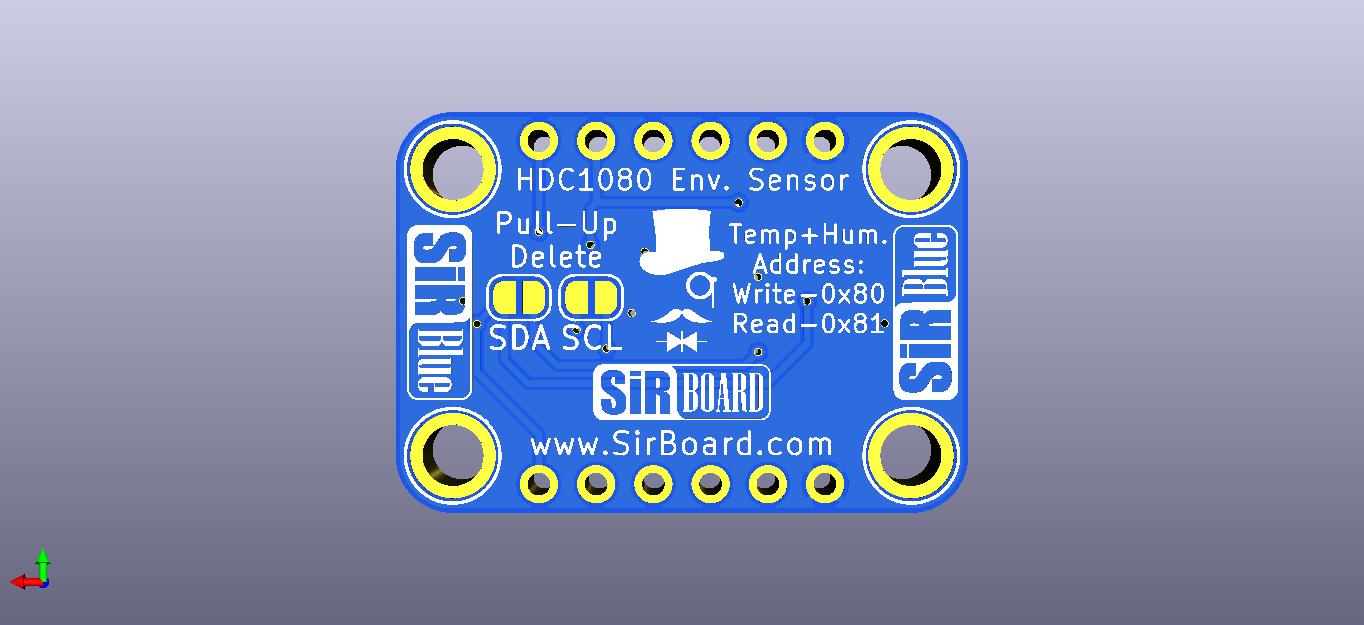 HDC1080 Env. Sensor
Pull-Up
Delete
SDA SCL
Temp+Hum.
Address:
Write-0x80
Read-0x81
SiR Blue
SiR Blue
SiR BOARD
www.SirBoard.com